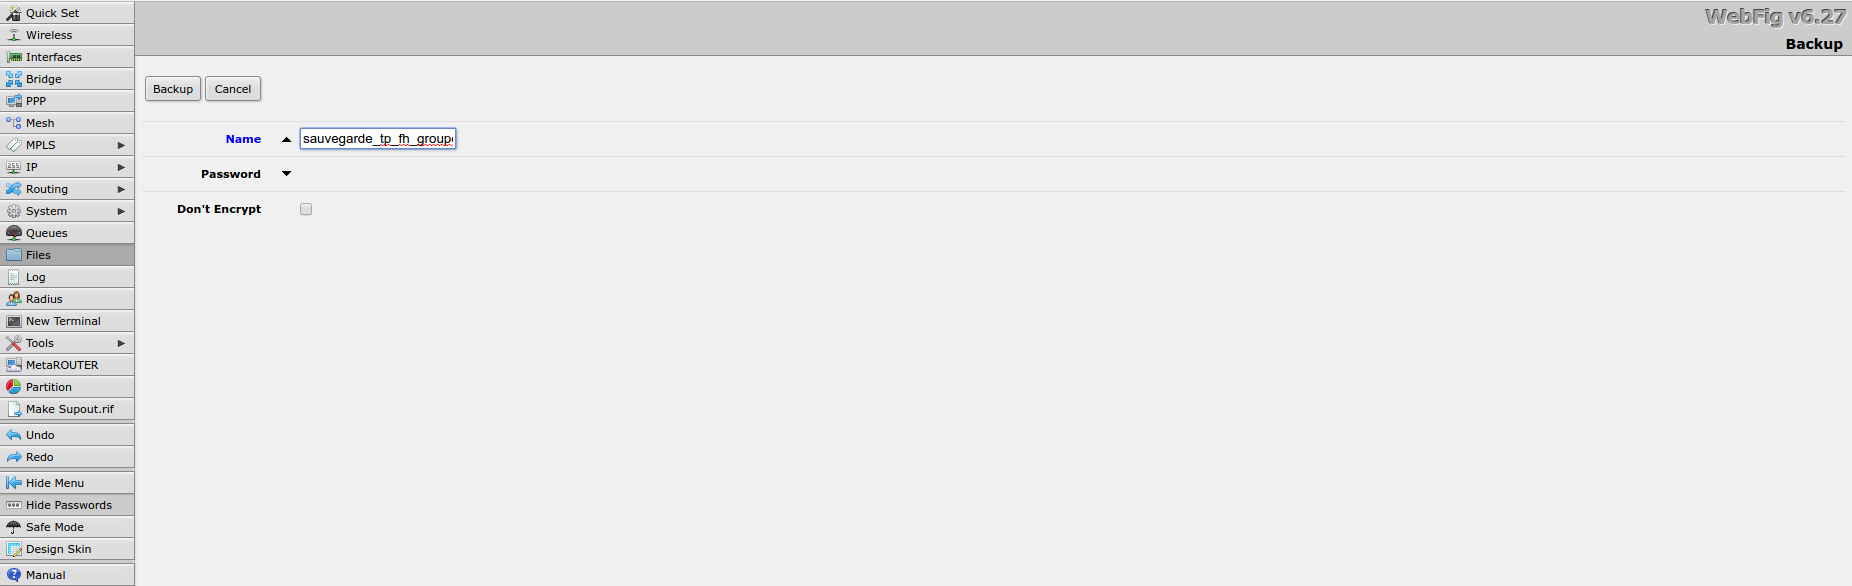 Quick Set
Wireless
Interfaces
Bridge
PPP
Mesh
MPLS
IP
Routing
System
Queues
Files
Log
Radius
New Terminal
Tools
MetaROUTER
Partition
Make Supout.rif
Undo
Redo
Hide Menu
Hide Passwords
Safe Mode
Design Skin
Manual
WebFig v6.27
Backup
Backup Cancel
Name sauvegarde_tp_fh_group
Password
Don't Encrypt